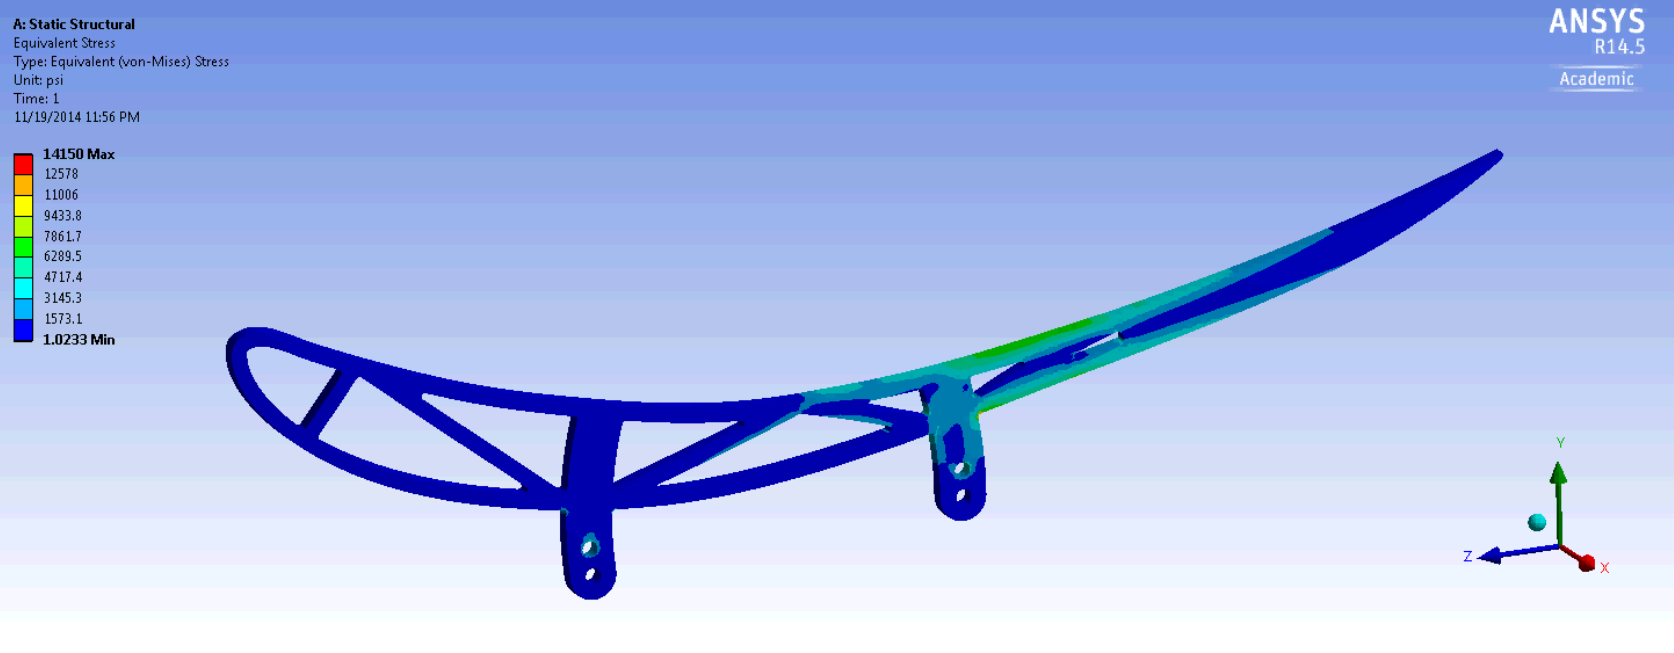 A: Static Structural
Equivalent Stress
Type: Equivalent (von-Mises) Stress
Unit: psi
Time: 1
11/19/2014 11:56 PM
14150 Max
12578
11006
9433.8
7861.7
6289.5
4717.4
3145.3
1573.1
1.0233 Min
ANSYS
R14.5
Academic
Y
Z
X